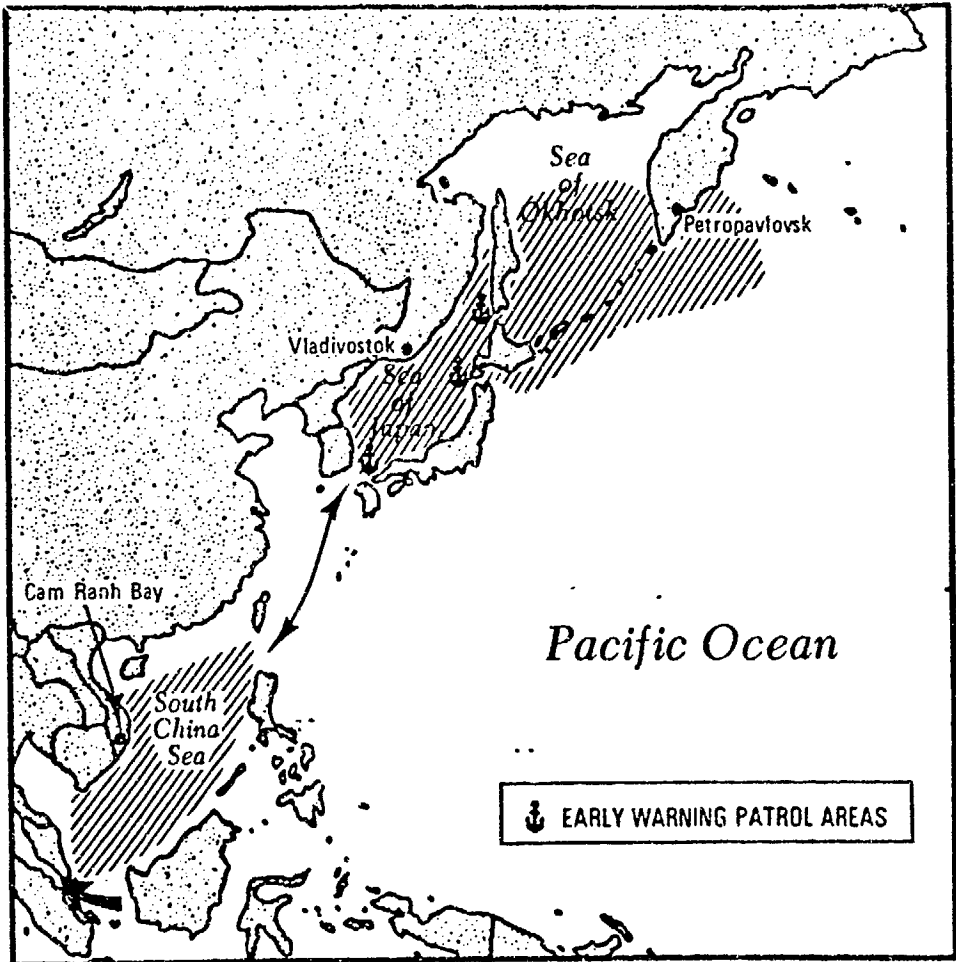 Sea
of
Okhotsk
Petropavlovsk
Vladivostok
Sea
of
Japan
Cam Ranh Bay
Pacific Ocean
South
China
Sea
EARLY WARNING PATROL AREAS